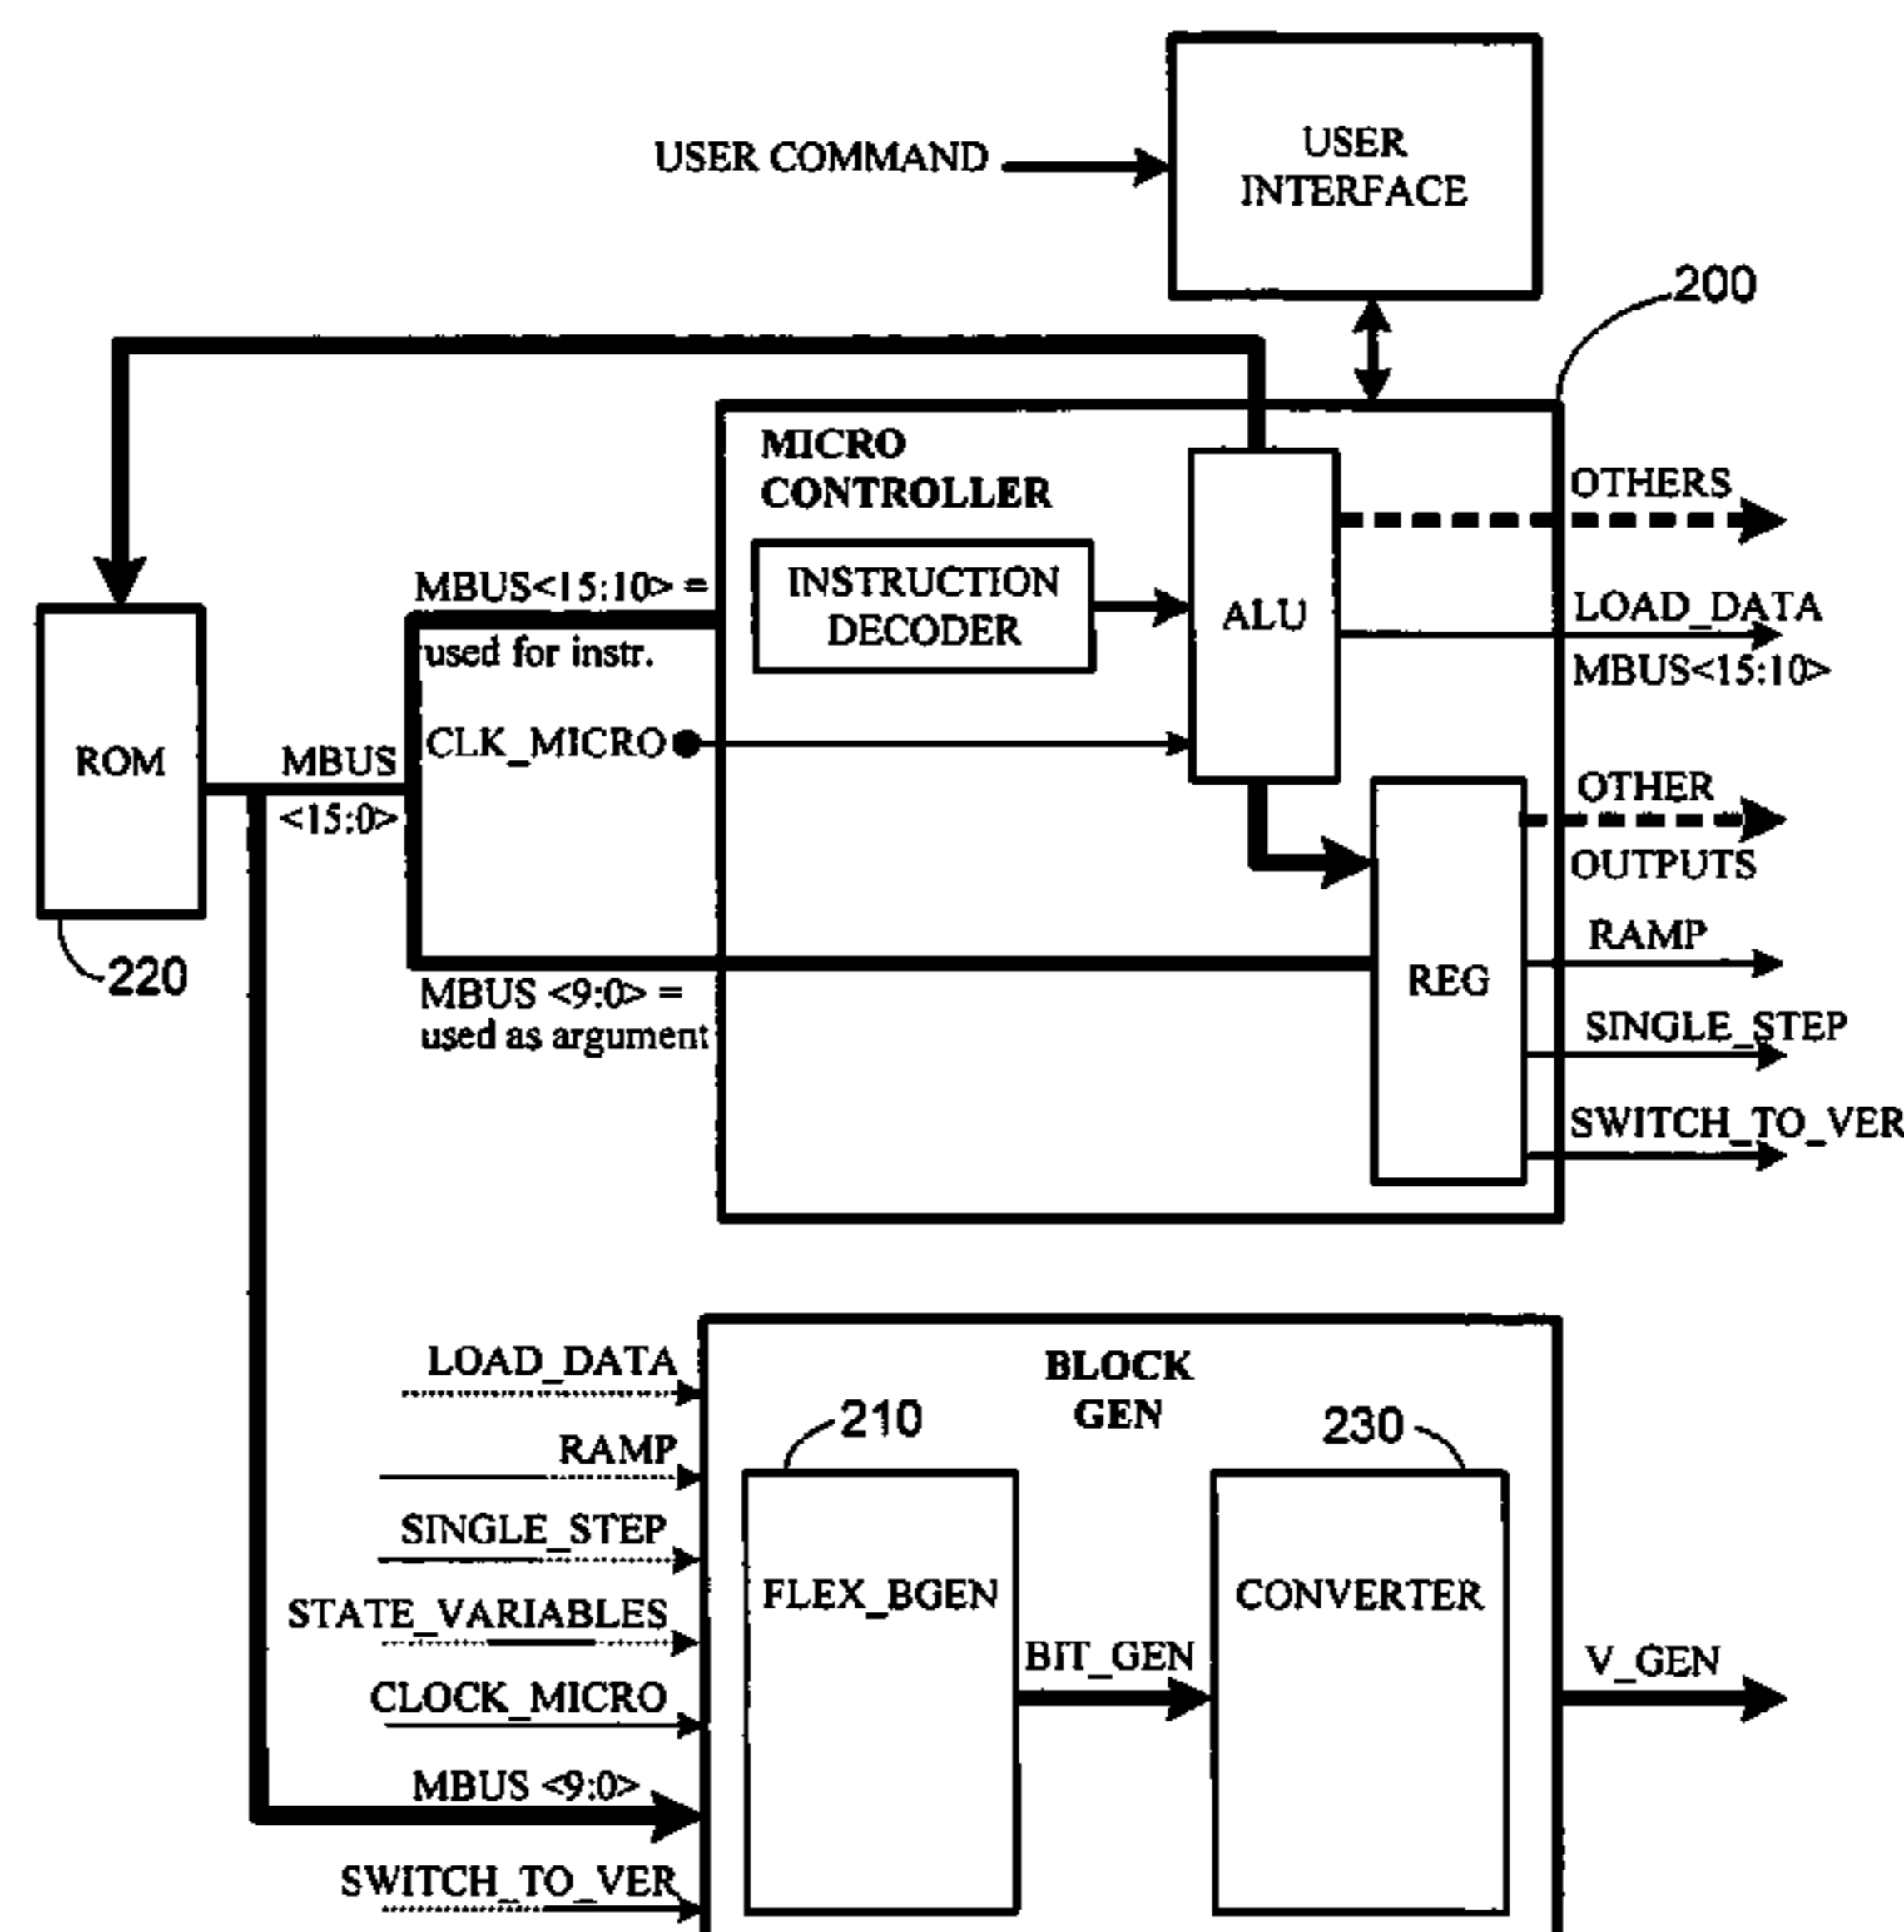 USER COMMAND
USER
INTERFACE
200
MICRO
CONTROLLER
OTHERS
MBUS<15:10> =
used for instr.
INSTRUCTION
DECODER
ALU
LOAD_DATA
MBUS<15:10>
ROM
MBUS
<15:0>
CLK_MICRO
OTHER
OUTPUTS
RAMP
REG
220
MBUS <9:0> =
used as argument
SINGLE_STEP
SWITCH_TO_VER
BLOCK
GEN
LOAD_DATA
210
230
RAMP
SINGLE_STEP
FLEX_BGEN
CONVERTER
STATE_VARIABLES
BIT_GEN
V_GEN
CLOCK_MICRO
MBUS <9:0>
SWITCH_TO_VER